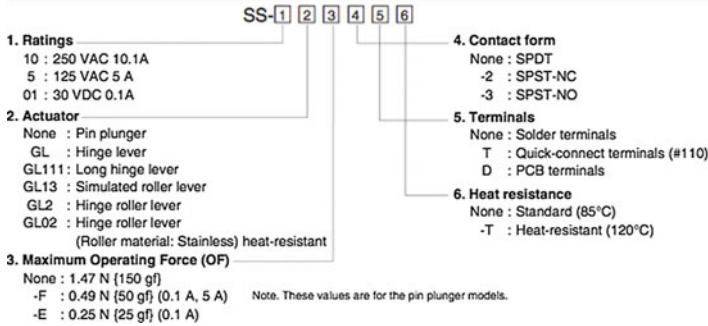 SS-1 2 3 4 5 6
1. Ratings
10 : 250 VAC 10.1A
5 : 125 VAC 5 A
01 : 30 VDC 0.1A
2. Actuator
None : Pin plunger
GL : Hinge lever
GL111: Long hinge lever
GL13 : Simulated roller lever
GL2 : Hinge roller lever
GL02 : Hinge roller lever
(Roller material: Stainless) heat-resistant
3. Maximum Operating Force (OF)
None : 1.47 N {150 gf}
-F : 0.49 N {50 gf} (0.1 A, 5 A)
-E : 0.25 N {25 gf} (0.1 A)
Note. These values are for the pin plunger models.
4. Contact form
None : SPDT
-2 : SPST-NC
-3 : SPST-NO
5. Terminals
None : Solder terminals
T : Quick-connect terminals (#110)
D : PCB terminals
6. Heat resistance
None : Standard (85°C)
-T : Heat-resistant (120°C)